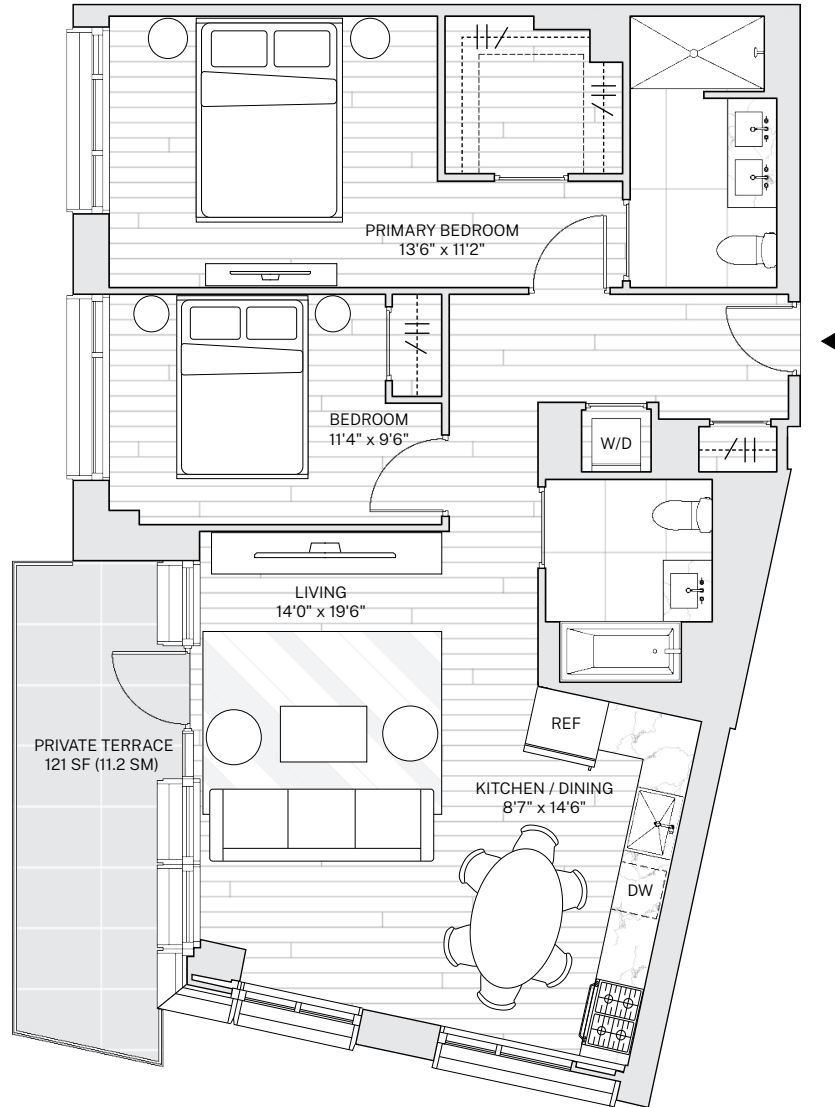 PRIMARY BEDROOM
13'6" x 11'2"
BEDROOM
11'4" x 9'6"
W/D
LIVING
14'0" x 19'6"
REF
PRIVATE TERRACE
121 SF (11.2 SM)
KITCHEN / DINING
8'7" x 14'6"
DW